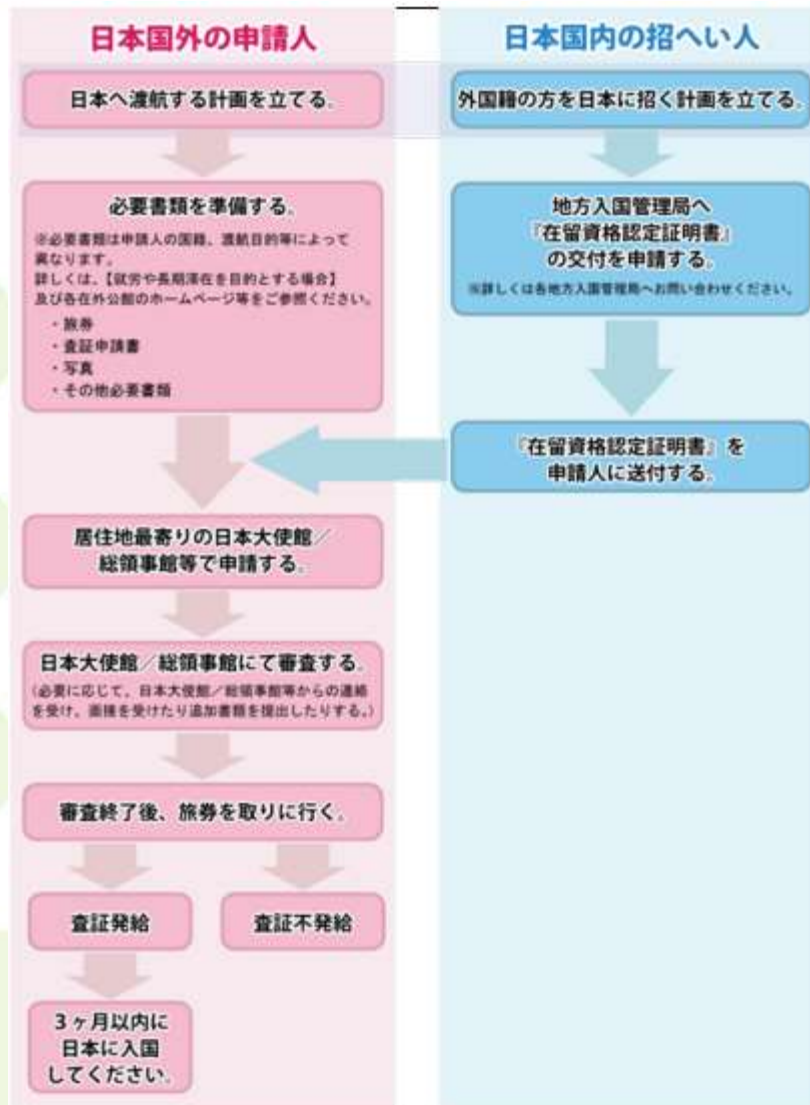 日本国外の申請人
日本へ渡航する計画を立てる。
必要書類を準備する。
※必要書類は申請人の国籍、渡航目的等によって
異なります。
詳しくは、【就労や長期滞在を目的とする場合】
及び各在外公館のホームページ等をご参照ください。
・旅券
・査証申請書
・写真
・その他必要書類
居住地最寄りの日本大使館／
総領事館等で申請する。
日本大使館／総領事館にて審査する。
(必要に応じて、日本大使館／総領事館等からの連絡
を受け、面接を受けたり追加書類を提出したりする。)
審査終了後、旅券を取りに行く。
査証発給
査証不発給
3ヶ月以内に
日本に入国
してください。
日本国内の招へい人
外国籍の方を日本に招く計画を立てる。
地方入国管理局へ
『在留資格認定証明書』
の交付を申請する。
※詳しくは各地方入国管理局へお問い合わせください。
『在留資格認定証明書』を
申請人に送付する。